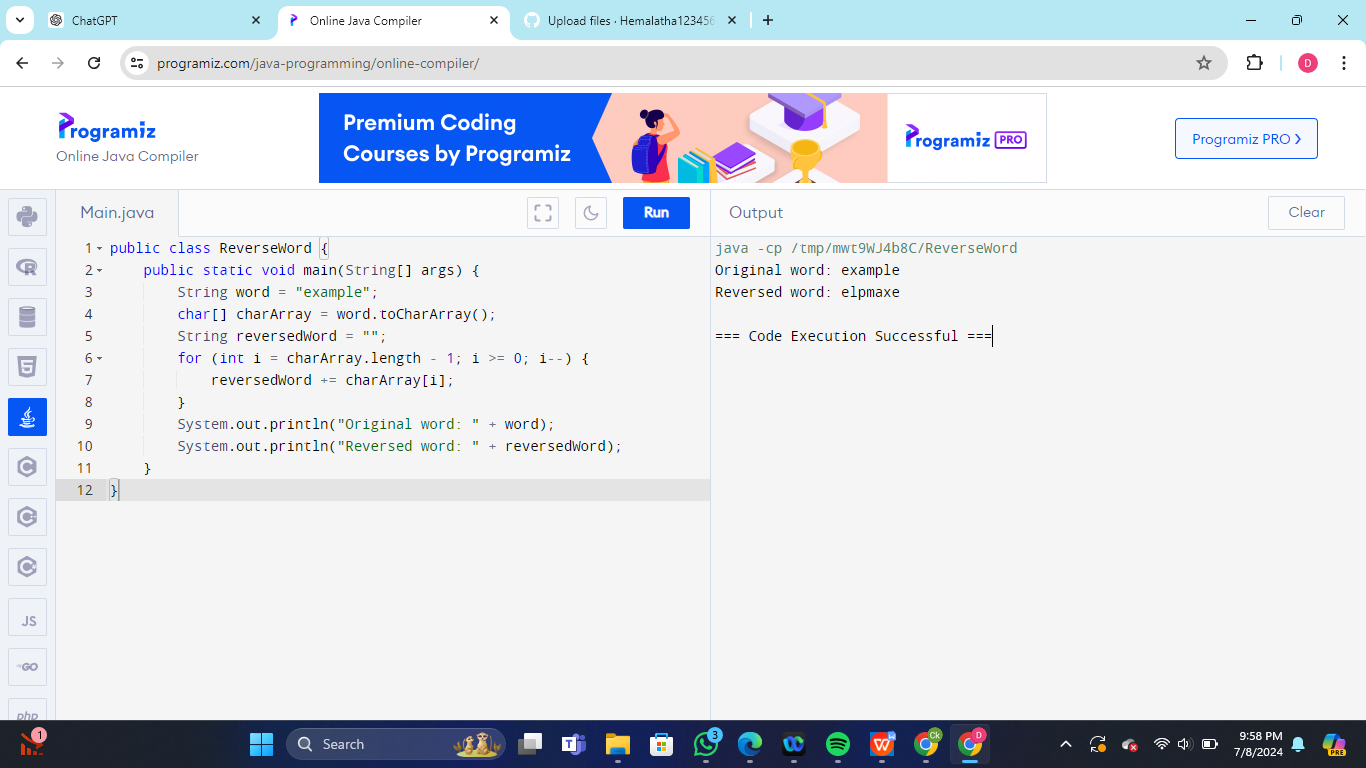 ChatGPT
Online Java Compiler
Upload files · Hemalatha123456
programiz.com/java-programming/online-compiler/
D
Programiz
Online Java Compiler
Premium Coding
Courses by Programiz
Programiz PRO
Programiz PRO
Main.java
Run
Output
Clear
1 public class ReverseWord {
2 public static void main(String[] args) {
3 String word = "example";
4 char[] charArray = word.toCharArray();
5 String reversedWord = "";
6 for (int i = charArray.length - 1; i >= 0; i--) {
7 reversedWord += charArray[i];
8 }
9 System.out.println("Original word: " + word);
10 System.out.println("Reversed word: " + reversedWord);
11 }
12 }
java -cp /tmp/mwt9WJ4b8C/ReverseWord
Original word: example
Reversed word: elpmaxe
=== Code Execution Successful ===
JS
GO
php
1
Search
3
Ck
D
9:58 PM
7/8/2024
PRE